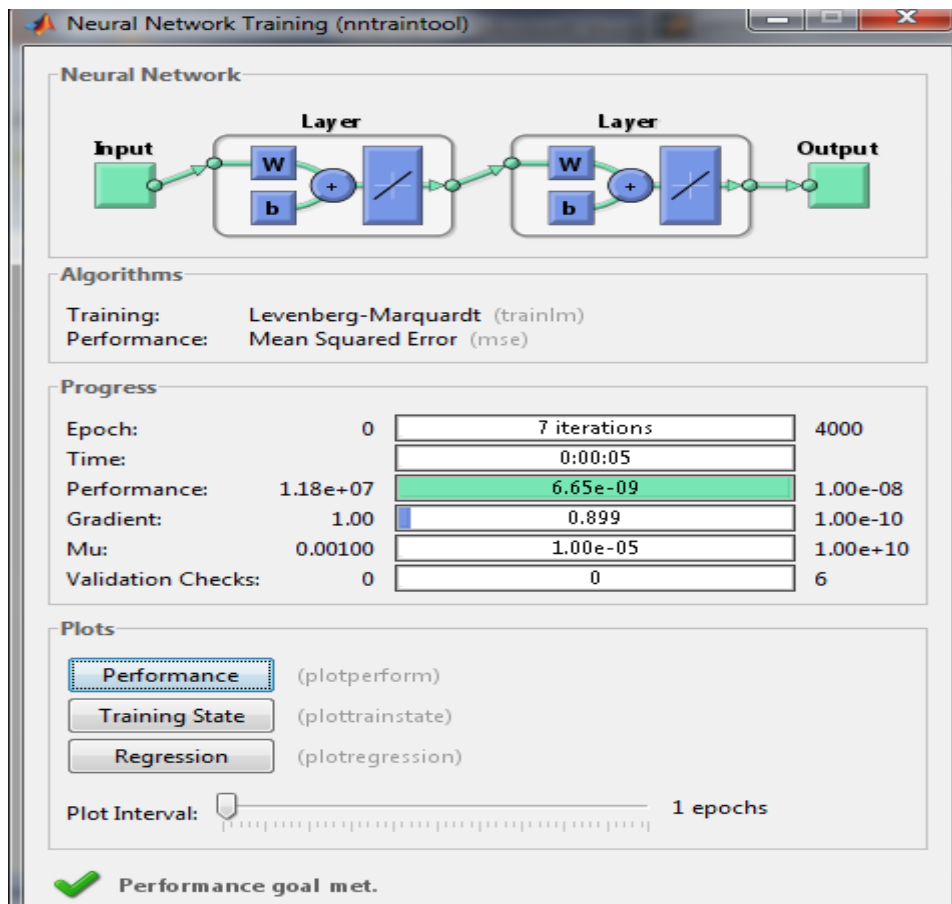 Neural Network Training (nntraintool)
Neural Network
Layer
Layer
Input
Output
W
b
+
W
b
+
Algorithms
Training: Levenberg-Marquardt (trainlm)
Performance: Mean Squared Error (mse)
Progress
Epoch: 0 7 iterations 4000
Time: 0:00:05
Performance: 1.18e+07 6.65e-09 1.00e-08
Gradient: 1.00 0.899 1.00e-10
Mu: 0.00100 1.00e-05 1.00e+10
Validation Checks: 0 0 6
Plots
Performance (plotperform)
Training State (plottrainstate)
Regression (plotregression)
Plot Interval: 1 epochs
Performance goal met.